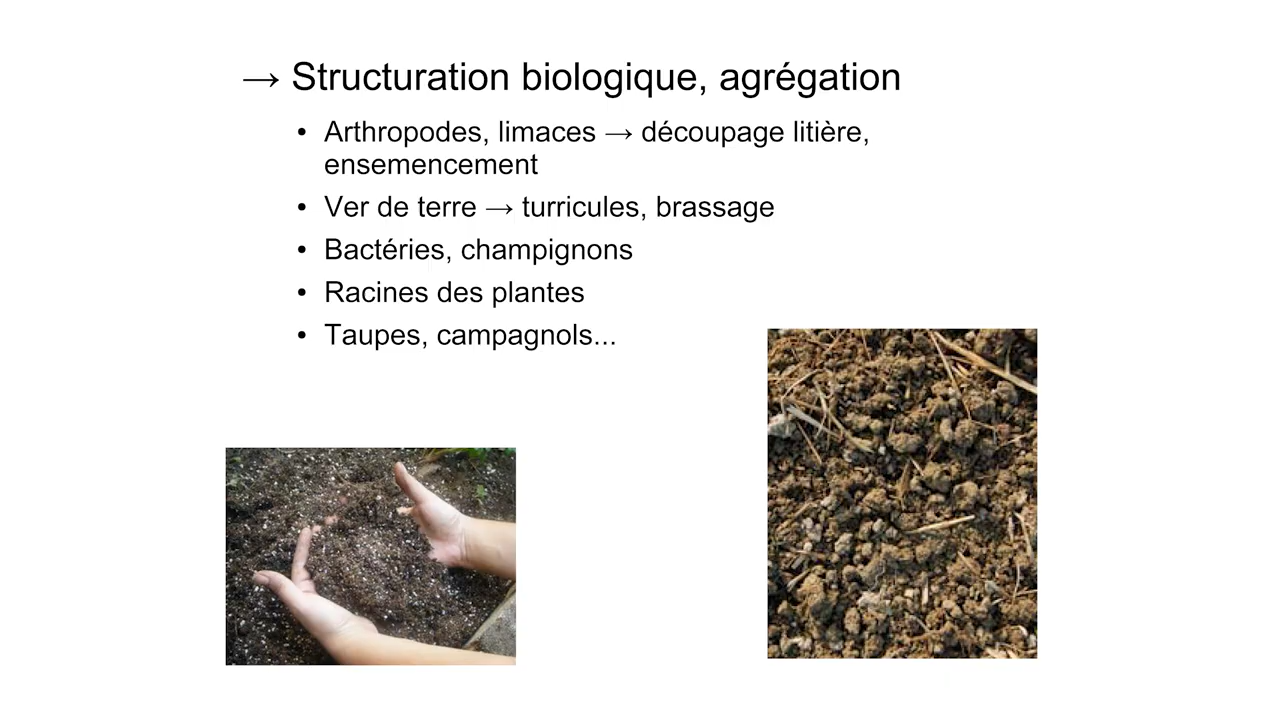 → Structuration biologique, agrégation
• Arthropodes, limaces → découpage litière,
ensemencement
• Ver de terre → turricules, brassage
• Bactéries, champignons
• Racines des plantes
• Taupes, campagnols...